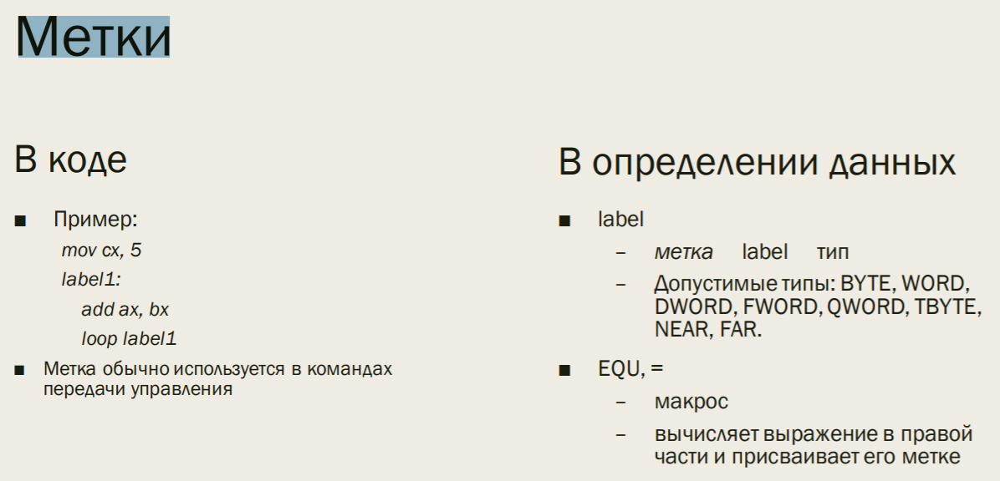 Метки
В коде
■ Пример:
mov cx, 5
label1:
add ax, bx
loop label1
■ Метка обычно используется в командах
передачи управления
В определении данных
■ label
– метка label тип
– Допустимые типы: BYTE, WORD,
DWORD, FWORD, QWORD, TBYTE,
NEAR, FAR.
■ EQU, =
– макрос
– вычисляет выражение в правой
части и присваивает его метке